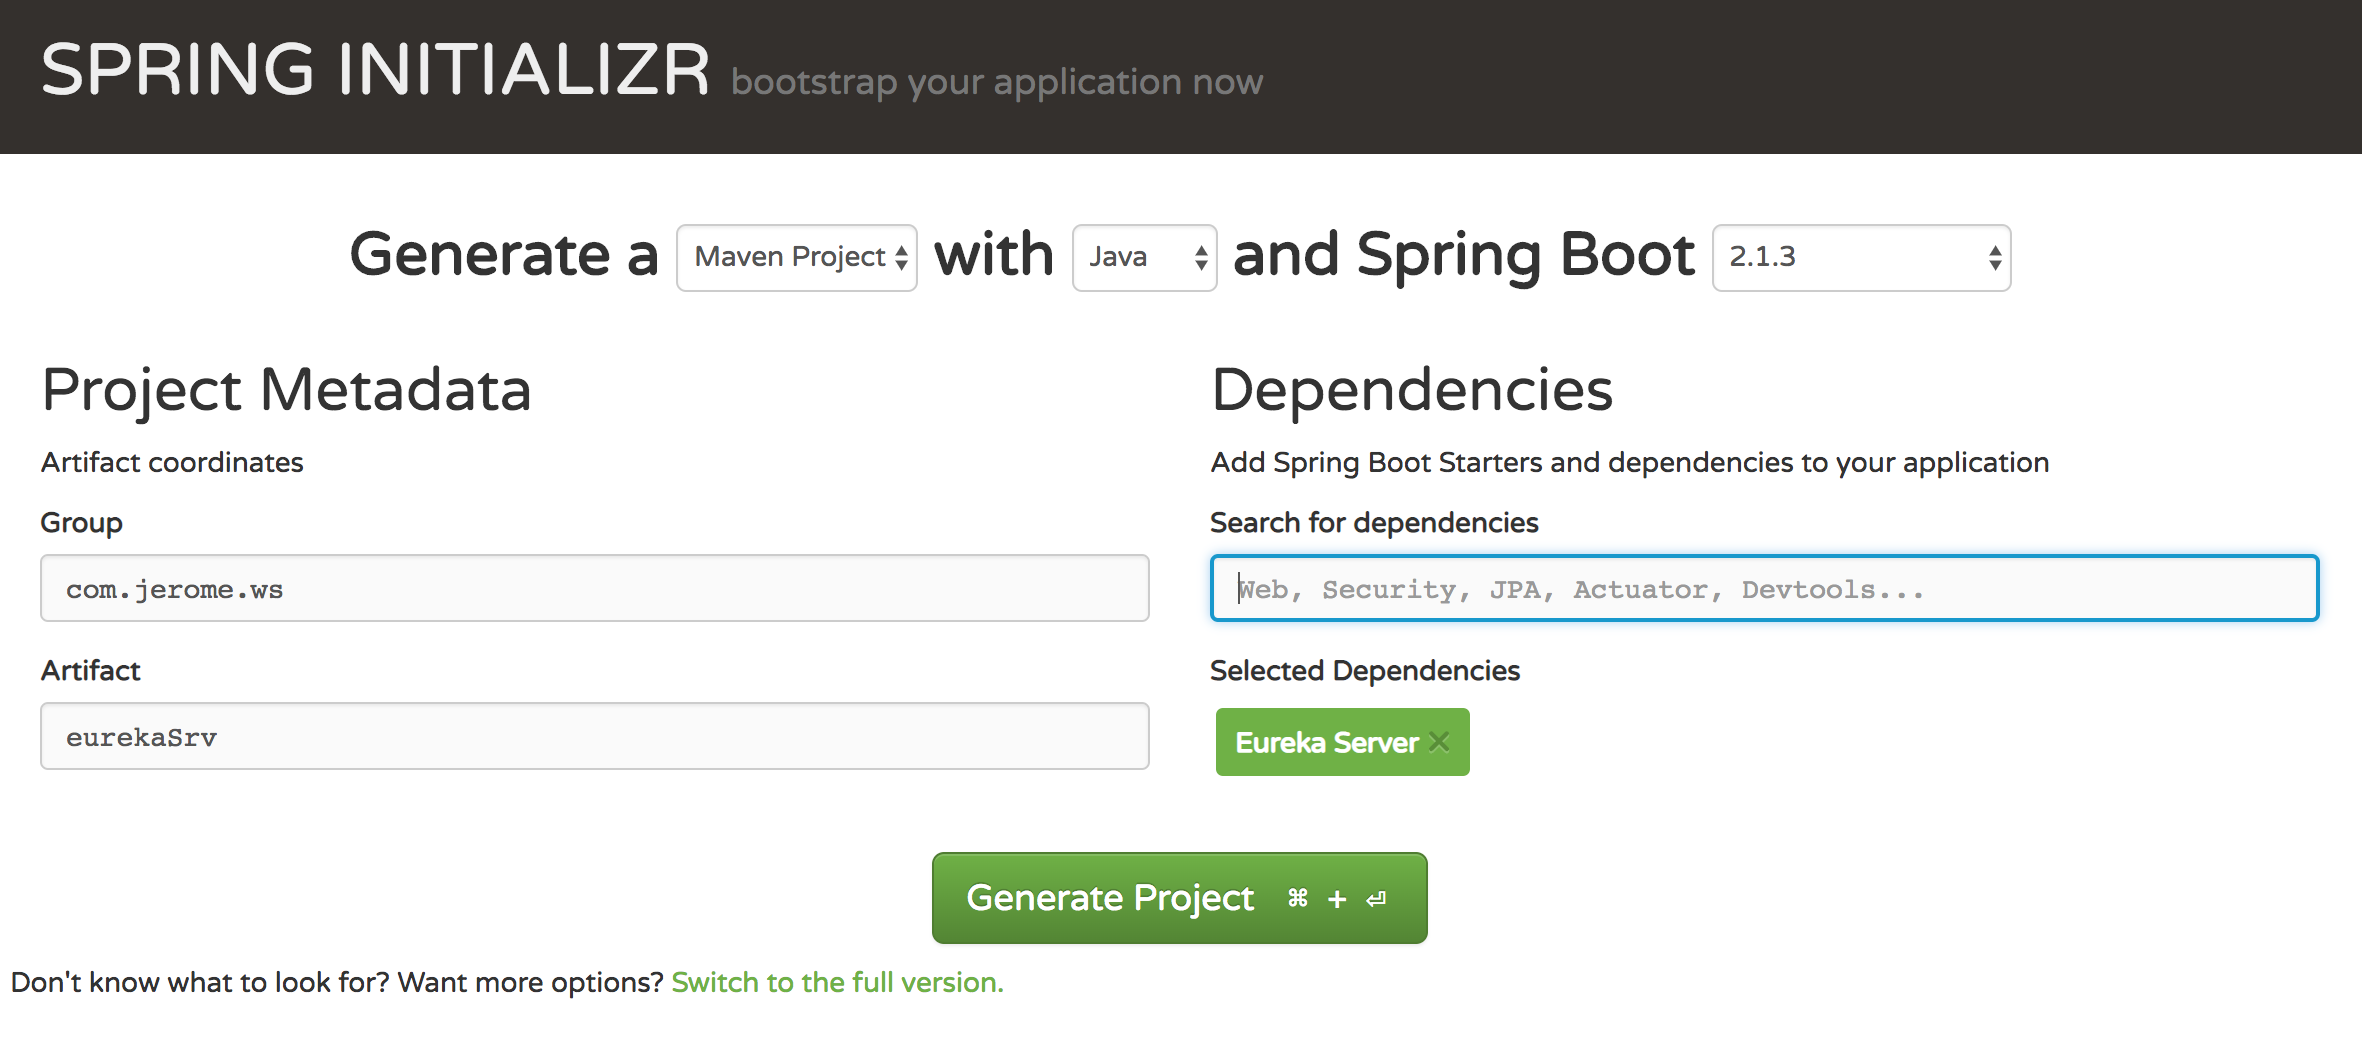 SPRING INITIALIZR bootstrap your application now
Generate a Maven Project with Java and Spring Boot 2.1.3
Project Metadata
Artifact coordinates
Group
com.jerome.ws
Artifact
eurekaSrv
Dependencies
Add Spring Boot Starters and dependencies to your application
Search for dependencies
Web, Security, JPA, Actuator, Devtools...
Selected Dependencies
Eureka Server ×
Generate Project ⌘ + ⏎
Don't know what to look for? Want more options? Switch to the full version.